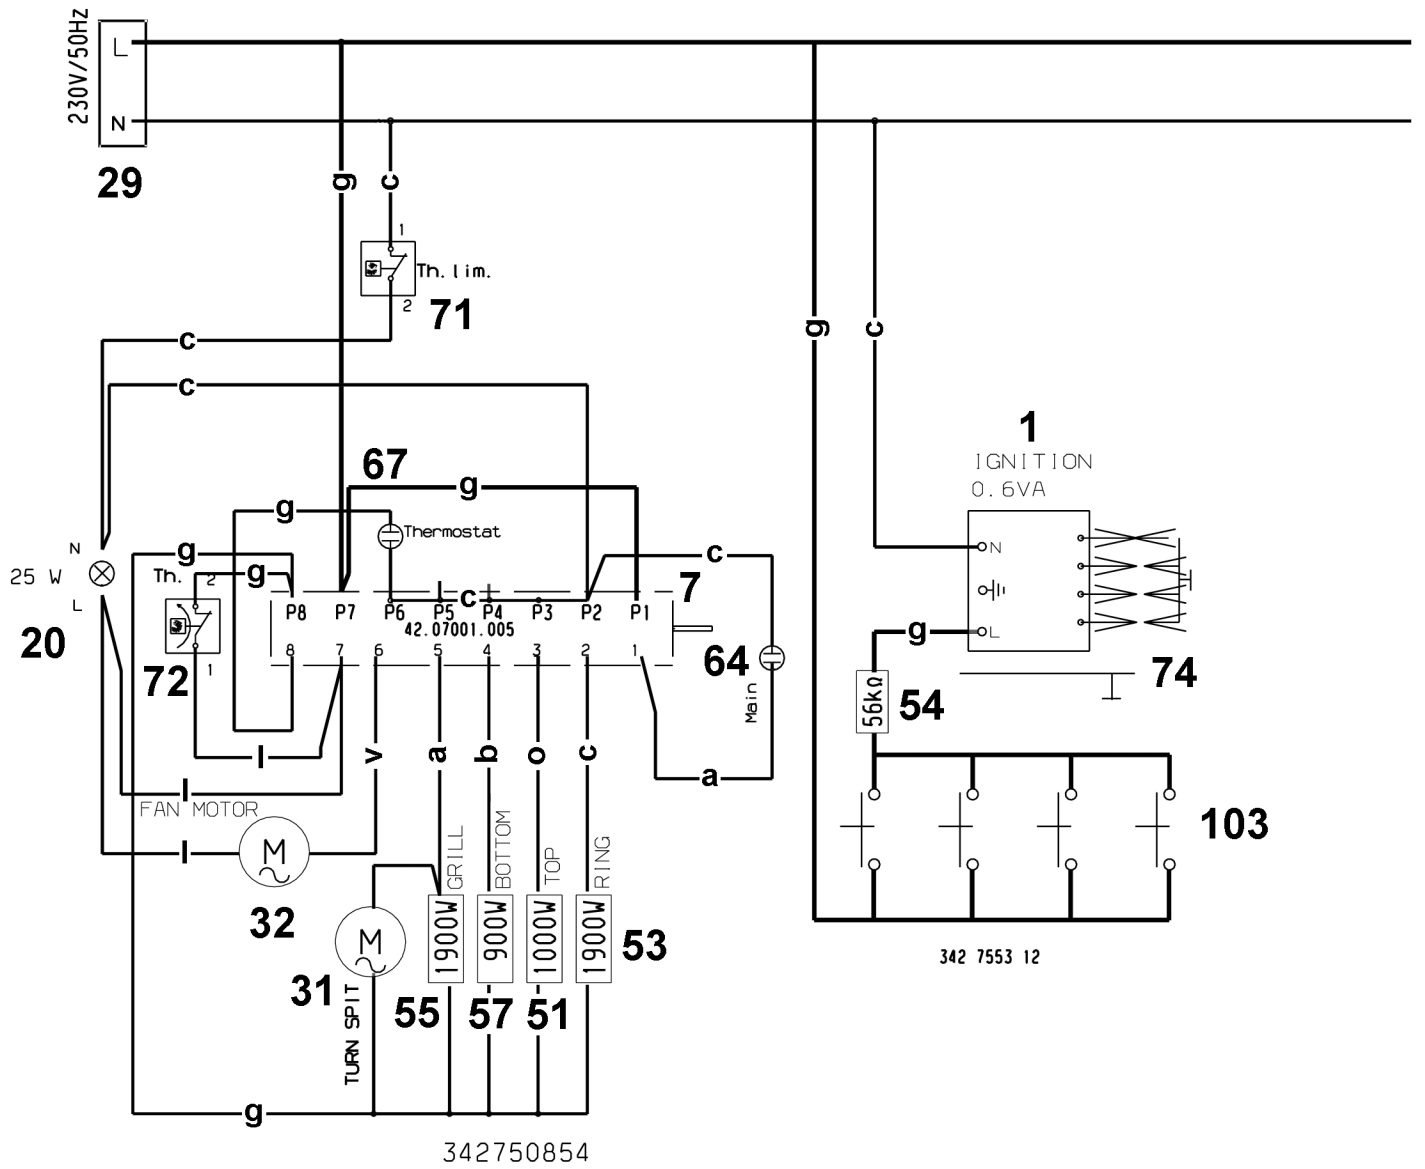 230V/50Hz
L
N
29
g
c
1
Th. lim.
2
71
c
c
g
c
67
g
g
Thermostat
1
IGNITION
0.6VA
N
L
74
g
54
56kΩ
g
N
25 W
L
20
Th.
2
g
1
72
c
7
c
P8 P7 P6 P5 P4 P3 P2 P1
42.07001.005
8 7 6 5 4 3 2 1
64
Main
l
v
a
b
o
c
a
l
FAN MOTOR
l
M
32
GRILL
BOTTOM
TOP
RING
103
M
31
TURN SPIT
1900W
900W
1000W
1900W
53
55
57
51
342 7553 12
g
342750854